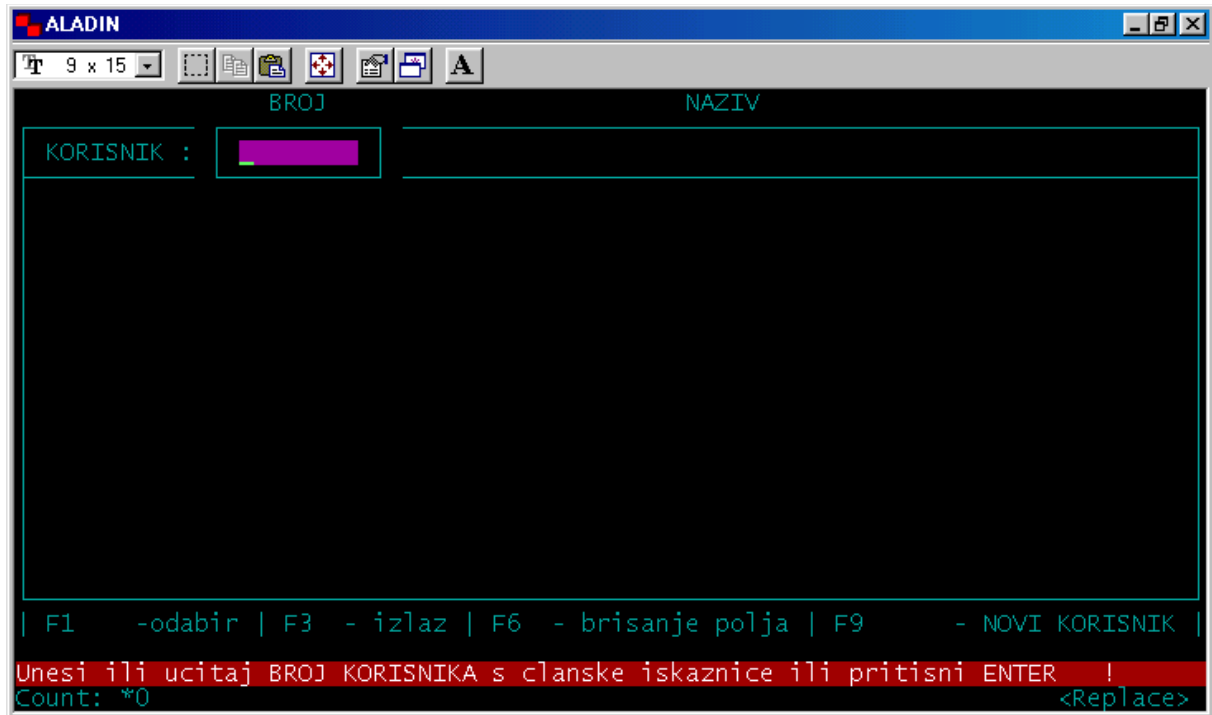 ALADIN
9 x 15
A
BROJ NAZIV
KORISNIK :
| F1 -odabir | F3 - izlaz | F6 - brisanje polja | F9 - NOVI KORISNIK |
Unesi ili ucitaj BROJ KORISNIKA s clanske iskaznice ili pritisni ENTER !
Count: *0 <Replace>